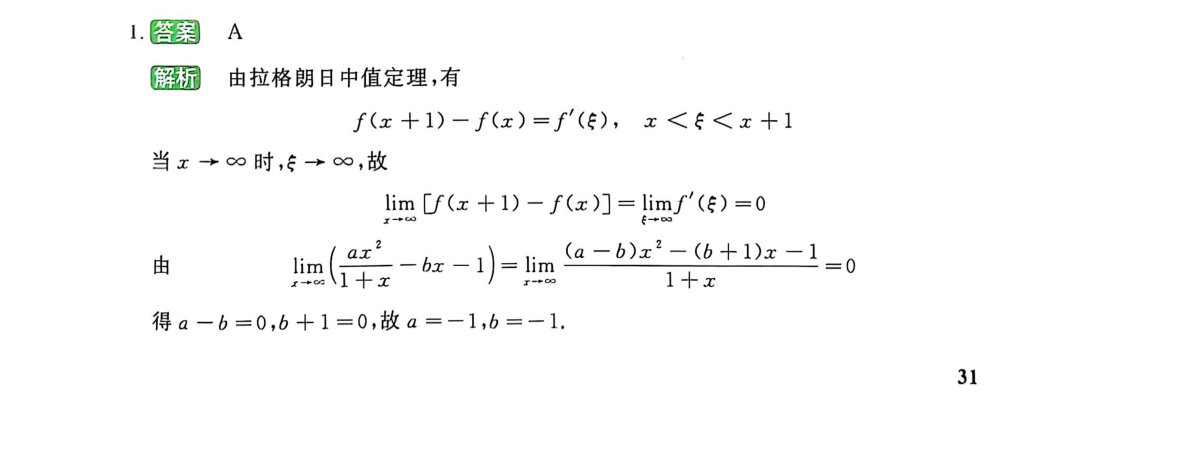 1. 答案 A
解析 由拉格朗日中值定理,有
f(x+1)-f(x)=f′(ξ), x<ξ<x+1
当 x→∞ 时,ξ→∞,故
lim_{x→∞}[f(x+1)-f(x)]=lim_{ξ→∞}f′(ξ)=0
由 lim_{x→∞}(ax²/(1+x)-bx-1)=lim_{x→∞}((a-b)x²-(b+1)x-1)/(1+x)=0
得 a-b=0,b+1=0,故 a=-1,b=-1.
31